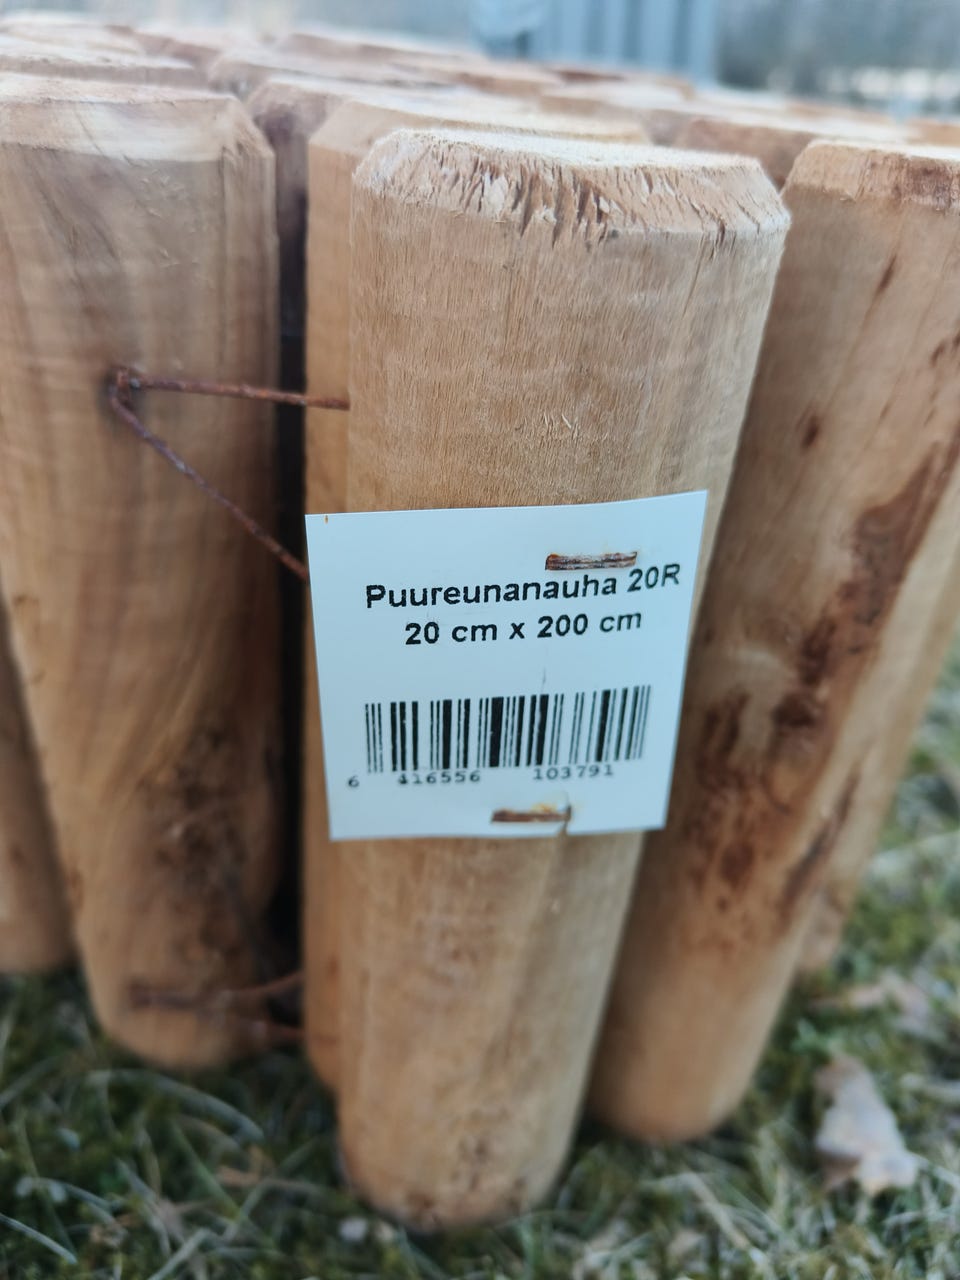 Puureunanauha 20R
20 cm x 200 cm
6 416556 103791